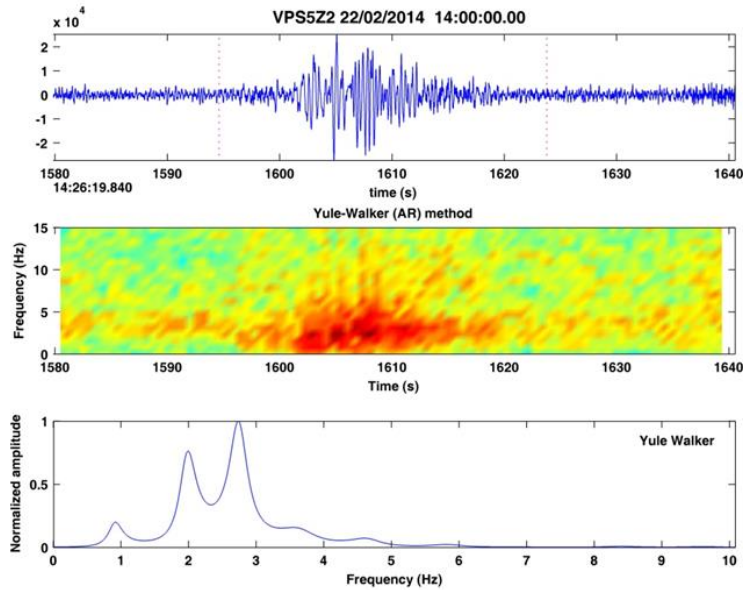 VPS5Z2 22/02/2014 14:00:00.00
x 10⁴
2
1
0
-1
-2
1580 1590 1600 1610 1620 1630 1640
14:26:19.840
time (s)
Yule-Walker (AR) method
Frequency (Hz)
15
10
5
0
1580 1590 1600 1610 1620 1630 1640
Time (s)
Normalized amplitude
1
0.5
0
Yule Walker
0 1 2 3 4 5 6 7 8 9 10
Frequency (Hz)